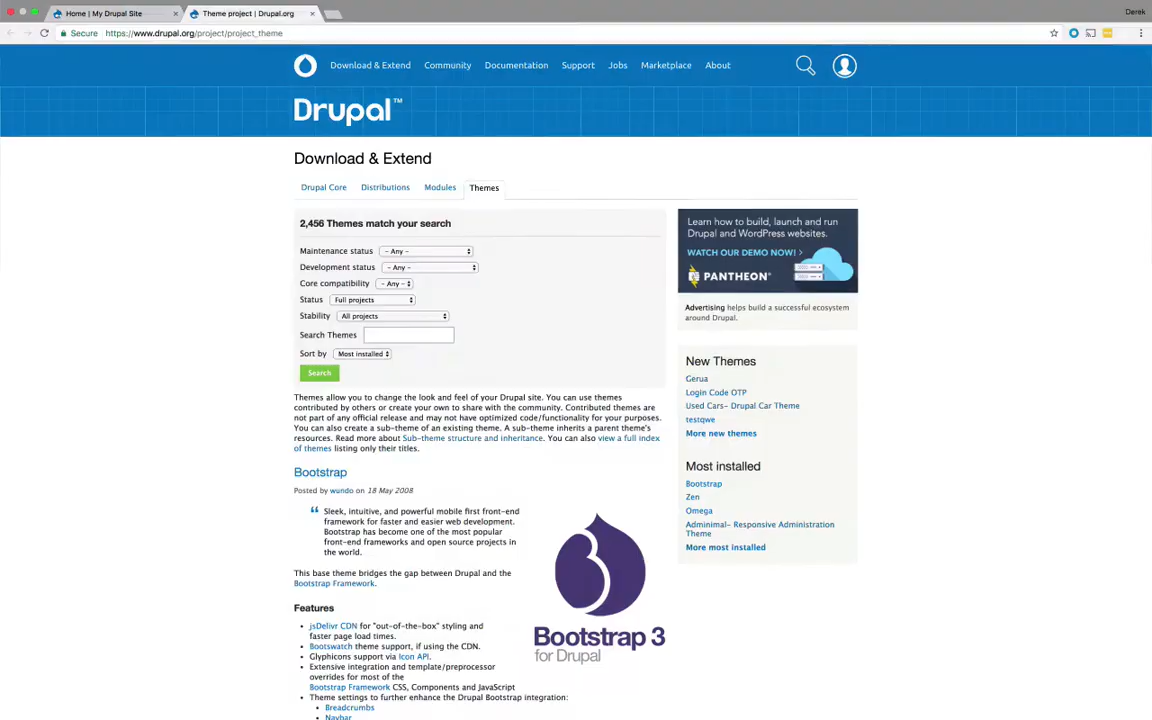 Home | My Drupal Site
Theme project | Drupal.org
Derek
Secure https://www.drupal.org/project/project_theme
Download & Extend Community Documentation Support Jobs Marketplace About
Drupal™
Download & Extend
Drupal Core Distributions Modules Themes
2,456 Themes match your search
Maintenance status - Any -
Development status - Any -
Core compatibility - Any -
Status Full projects
Stability All projects
Search Themes
Sort by Most installed
Search
Themes allow you to change the look and feel of your Drupal site. You can use themes
contributed by others or create your own to share with the community. Contributed themes are
not part of any official release and may not have optimized code/functionality for your purposes.
You can also create a sub-theme of an existing theme. A sub-theme inherits a parent theme's
resources. Read more about Sub-theme structure and inheritance. You can also view a full index
of themes listing only their titles.
Bootstrap
Posted by wundo on 18 May 2008
“ Sleek, intuitive, and powerful mobile first front-end
framework for faster and easier web development.
Bootstrap has become one of the most popular
front-end frameworks and open source projects in
the world.
This base theme bridges the gap between Drupal and the
Bootstrap Framework.
Features
• jsDelivr CDN for "out-of-the-box" styling and
faster page load times.
• Bootswatch theme support, if using the CDN.
• Glyphicons support via Icon API.
• Extensive integration and template/preprocessor
overrides for most of the
Bootstrap Framework CSS, Components and JavaScript
• Theme settings to further enhance the Drupal Bootstrap integration:
• Breadcrumbs
• Navbar
Bootstrap 3
for Drupal
Learn how to build, launch and run
Drupal and WordPress websites.
WATCH OUR DEMO NOW! >
PANTHEON
Advertising helps build a successful ecosystem
around Drupal.
New Themes
Gerua
Login Code OTP
Used Cars- Drupal Car Theme
testqwe
More new themes
Most installed
Bootstrap
Zen
Omega
Adminimal- Responsive Administration
Theme
More most installed